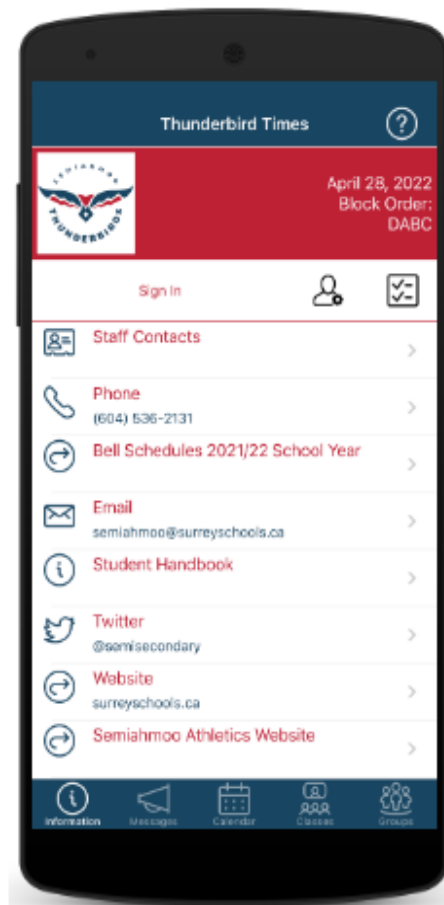 Thunderbird Times
?
SEMIAHMOO
THUNDERBIRDS
April 28, 2022
Block Order:
DABC
Sign In
Staff Contacts
Phone
(604) 536-2131
Bell Schedules 2021/22 School Year
Email
semiahmoo@surreyschools.ca
Student Handbook
Twitter
@semisecondary
Website
surreyschools.ca
Semiahmoo Athletics Website
Information
Messages
Calendar
Classes
Groups